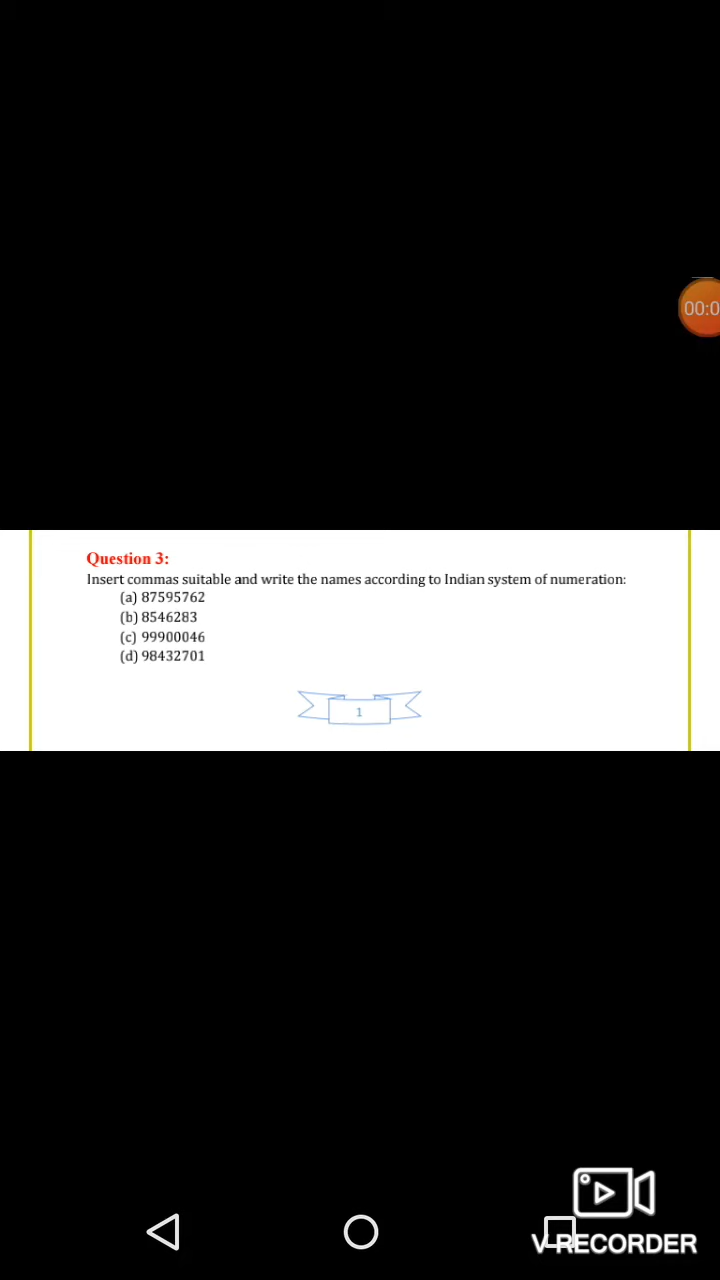 00:0
Question 3:
Insert commas suitable and write the names according to Indian system of numeration:
(a) 87595762
(b) 8546283
(c) 99900046
(d) 98432701
1
V RECORDER